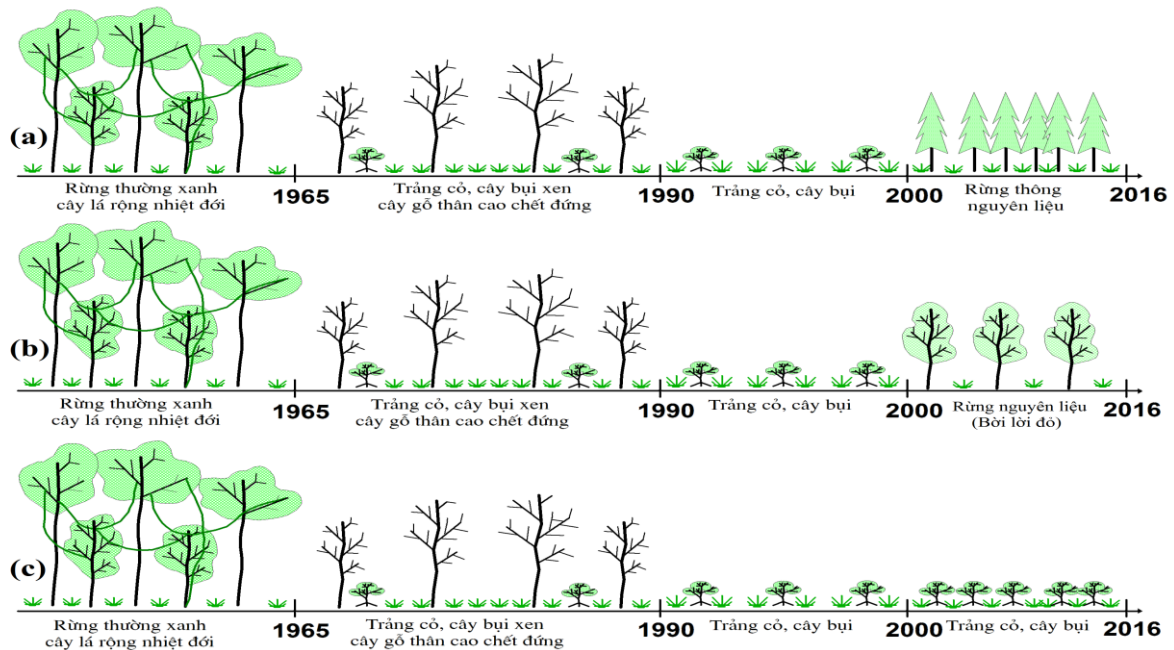 (a)
Rừng thường xanh
cây lá rộng nhiệt đới
1965
Trảng cỏ, cây bụi xen
cây gỗ thân cao chết đứng
1990
Trảng cỏ, cây bụi
2000
Rừng thông
nguyên liệu
2016
(b)
Rừng thường xanh
cây lá rộng nhiệt đới
1965
Trảng cỏ, cây bụi xen
cây gỗ thân cao chết đứng
1990
Trảng cỏ, cây bụi
2000
Rừng nguyên liệu
(Bời lời đỏ)
2016
(c)
Rừng thường xanh
cây lá rộng nhiệt đới
1965
Trảng cỏ, cây bụi xen
cây gỗ thân cao chết đứng
1990
Trảng cỏ, cây bụi
2000
Trảng cỏ, cây bụi
2016